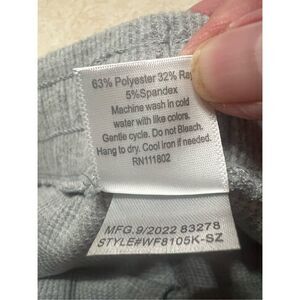 63% Polyester 32% Ray
5%Spandex
Machine wash in cold
water with like colors.
Gentle cycle. Do not Bleach.
Hang to dry. Cool iron if needed.
RN111802
MFG.9/2022 83278
STYLE#WF8105K-SZ